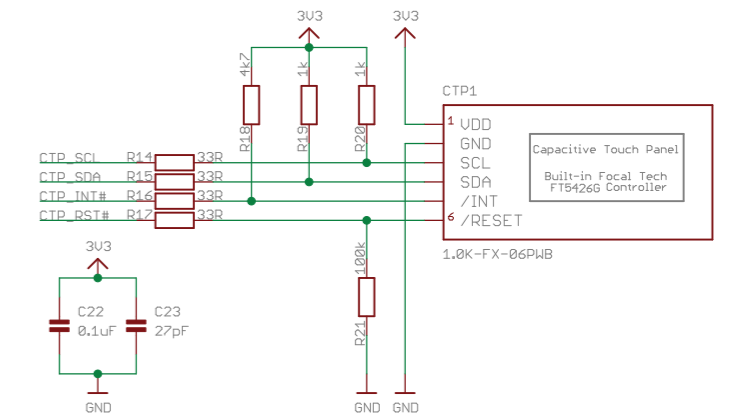 3V3 3V3
4k7 1k 1k
CTP1
R18 R19 R20
1 VDD
GND
CTP_SCL R14 33R SCL
CTP_SDA R15 33R SDA
CTP_INT# R16 33R /INT
CTP_RST# R17 33R 6 /RESET
Capacitive Touch Panel
Built-in Focal Tech
FT5426G Controller
1.0K-FX-06PWB
3V3
100k
R21
C22 C23
0.1uF 27pF
GND GND GND